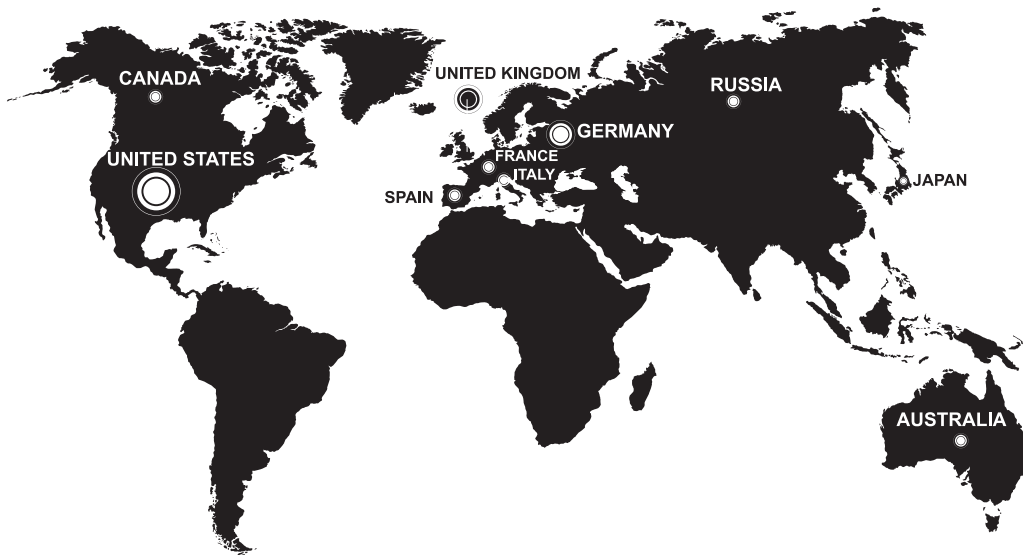 UNITED KINGDOM
CANADA
RUSSIA
GERMANY
FRANCE
UNITED STATES
ITALY
JAPAN
SPAIN
AUSTRALIA